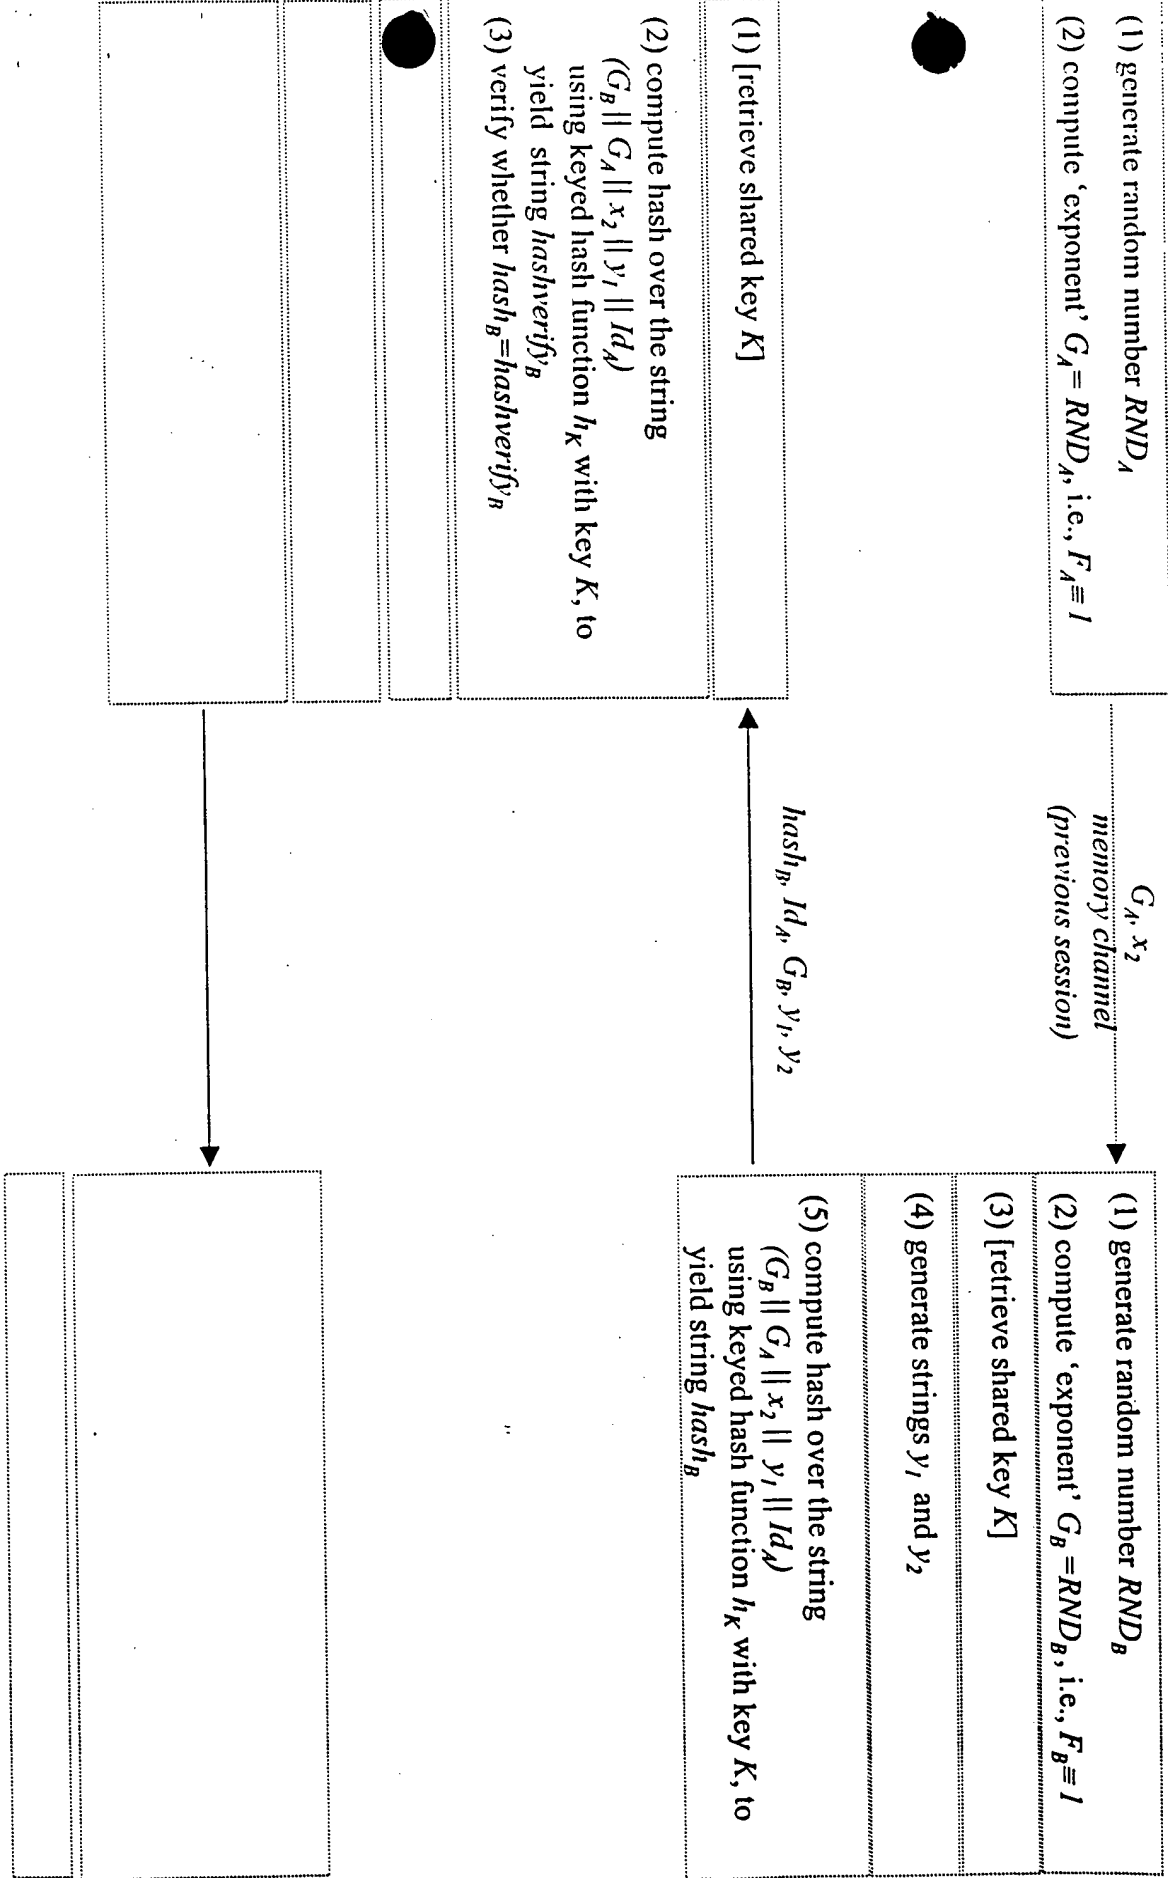 (1) generate random number RND_A
(2) compute ‘exponent’ G_A= RND_A, i.e., F_A≡ 1
G_A, x_2
memory channel
(previous session)
(1) generate random number RND_B
(2) compute ‘exponent’ G_B =RND_B, i.e., F_B≡ 1
(3) [retrieve shared key K]
(4) generate strings y_1 and y_2
(5) compute hash over the string
(G_B || G_A || x_2 || y_1 || Id_A)
using keyed hash function h_K with key K, to
yield string hash_B
hash_B, Id_A, G_B, y_1, y_2
(1) [retrieve shared key K]
(2) compute hash over the string
(G_B || G_A || x_2 || y_1 || Id_A)
using keyed hash function h_K with key K, to
yield string hashverify_B
(3) verify whether hash_B=hashverify_B